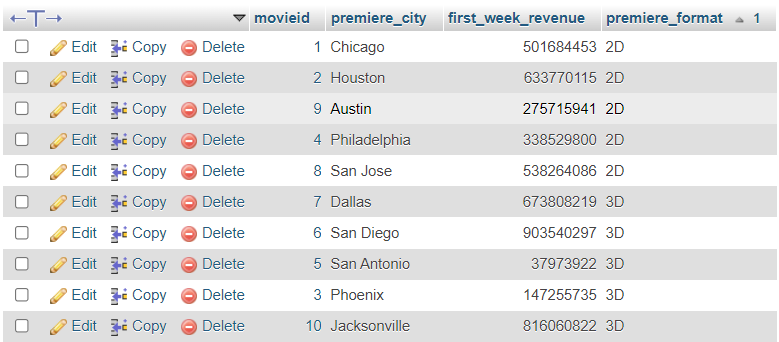 movieid premiere_city first_week_revenue premiere_format 1
Edit Copy Delete 1 Chicago 501684453 2D
Edit Copy Delete 2 Houston 633770115 2D
Edit Copy Delete 9 Austin 275715941 2D
Edit Copy Delete 4 Philadelphia 338529800 2D
Edit Copy Delete 8 San Jose 538264086 2D
Edit Copy Delete 7 Dallas 673808219 3D
Edit Copy Delete 6 San Diego 903540297 3D
Edit Copy Delete 5 San Antonio 37973922 3D
Edit Copy Delete 3 Phoenix 147255735 3D
Edit Copy Delete 10 Jacksonville 816060822 3D